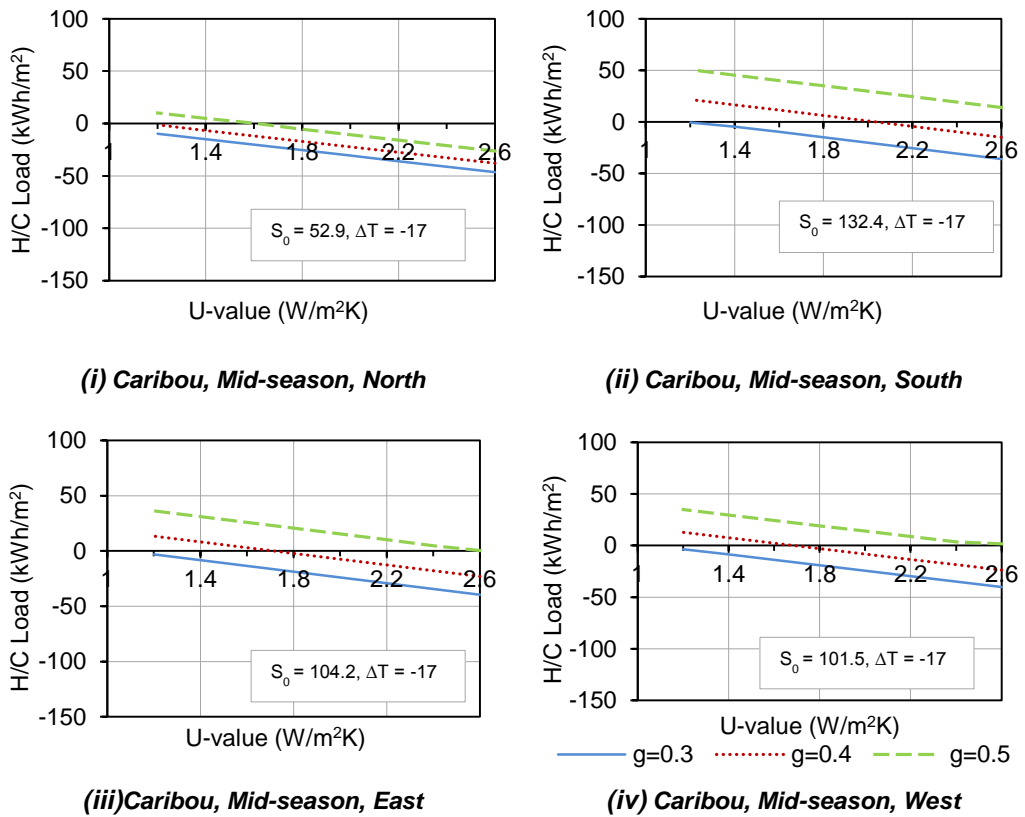 100
50
0
-50
-100
-150
1
1.4
1.8
2.2
2.6
H/C Load (kWh/m²)
S₀ = 52.9, ΔT = -17
U-value (W/m²K)
(i) Caribou, Mid-season, North
100
50
0
-50
-100
-150
1
1.4
1.8
2.2
2.6
H/C Load (kWh/m²)
S₀ = 132.4, ΔT = -17
U-value (W/m²K)
(ii) Caribou, Mid-season, South
100
50
0
-50
-100
-150
1
1.4
1.8
2.2
2.6
H/C Load (kWh/m²)
S₀ = 104.2, ΔT = -17
U-value (W/m²K)
(iii)Caribou, Mid-season, East
100
50
0
-50
-100
-150
1
1.4
1.8
2.2
2.6
H/C Load (kWh/m²)
S₀ = 101.5, ΔT = -17
U-value (W/m²K)
g=0.3 g=0.4 g=0.5
(iv) Caribou, Mid-season, West